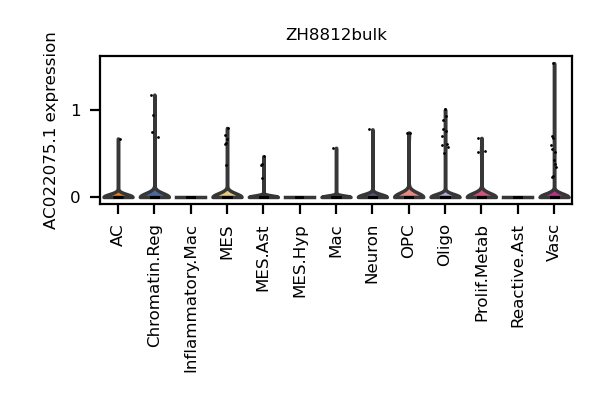 ZH8812bulk
AC022075.1 expression
1
0
AC
Chromatin.Reg
Inflammatory.Mac
MES
MES.Ast
MES.Hyp
Mac
Neuron
OPC
Oligo
Prolif.Metab
Reactive.Ast
Vasc